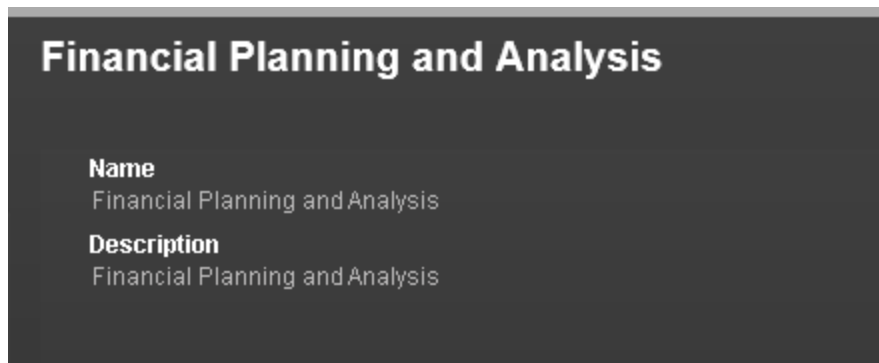 Financial Planning and Analysis
Name
Financial Planning and Analysis
Description
Financial Planning and Analysis